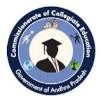 Commissionerate of Collegiate Education
Government of Andhra Pradesh